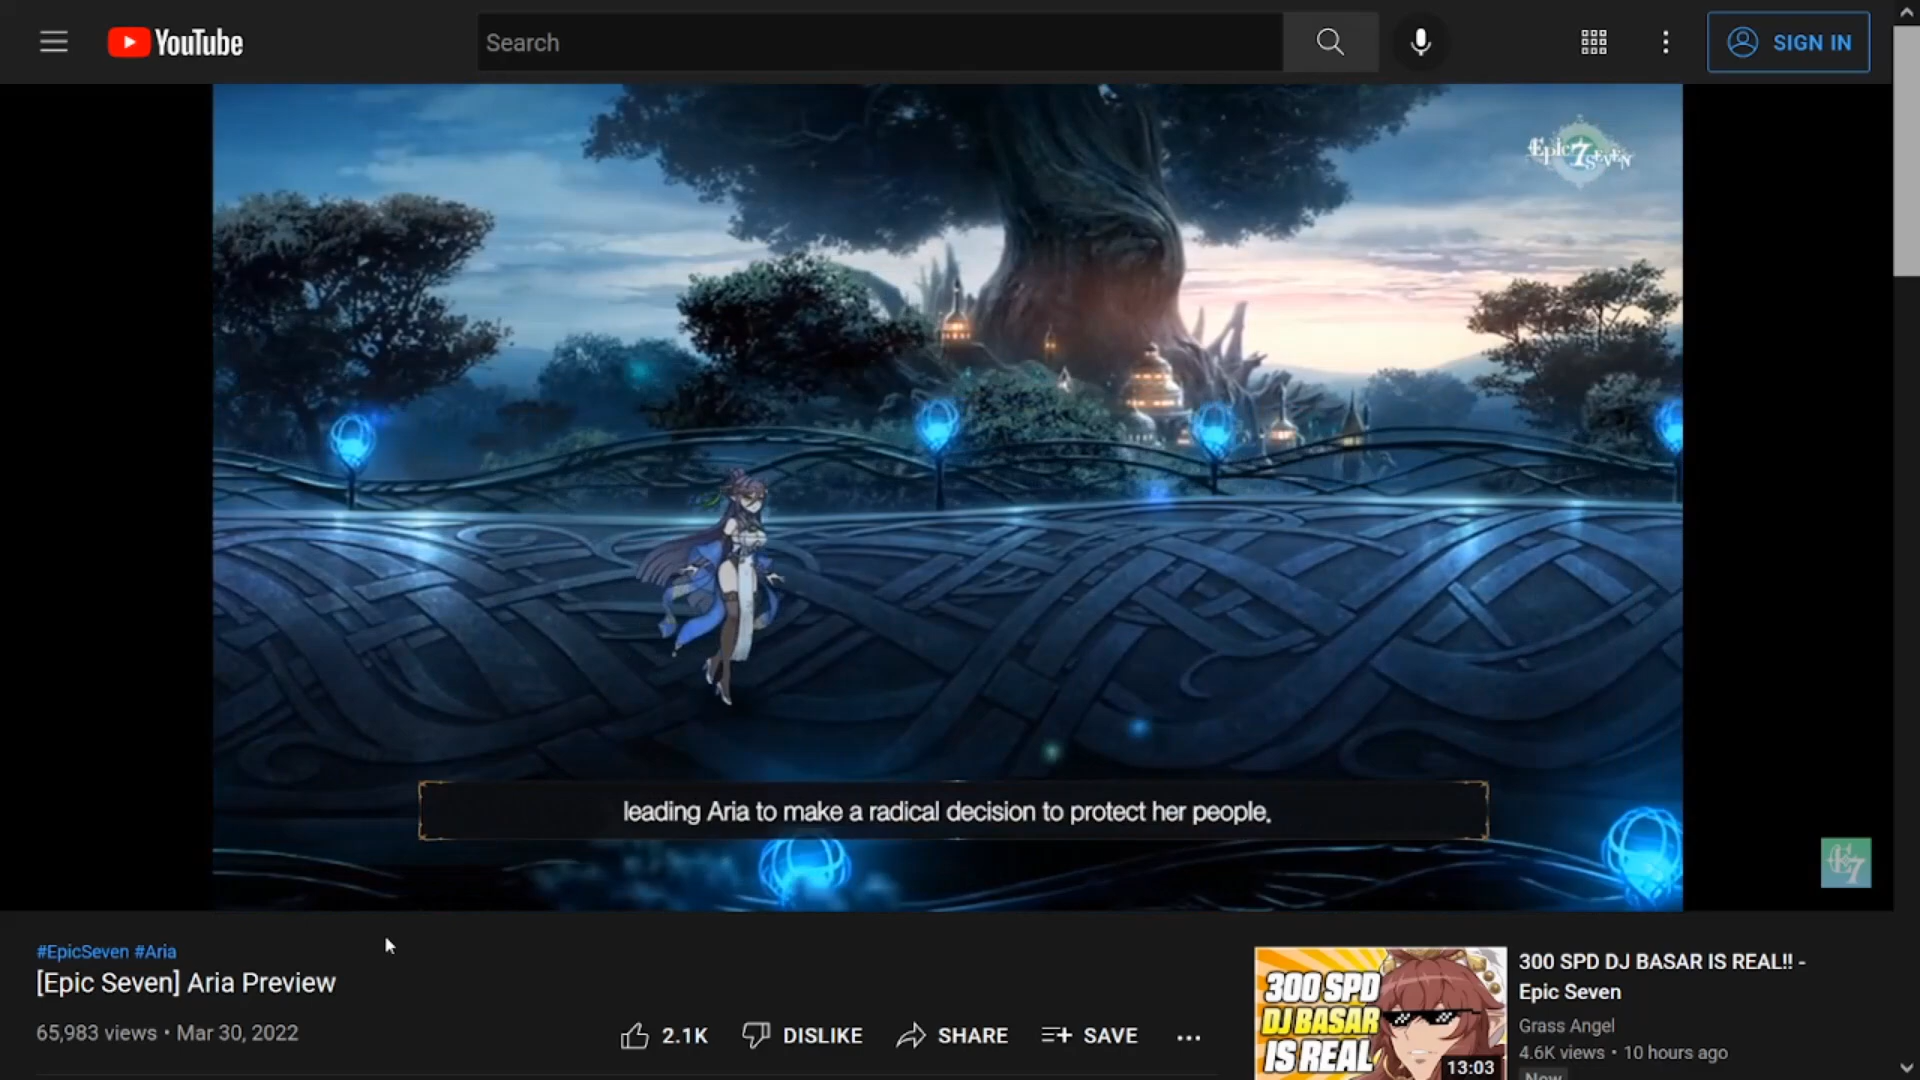 YouTube
Search
SIGN IN
Epic 7 SEVEN
leading Aria to make a radical decision to protect her people.
E7
#EpicSeven #Aria
[Epic Seven] Aria Preview
65,983 views • Mar 30, 2022
2.1K
DISLIKE
SHARE
SAVE
300 SPD
DJ BASAR
IS REAL
13:03
300 SPD DJ BASAR IS REAL!! -
Epic Seven
Grass Angel
4.6K views • 10 hours ago
New